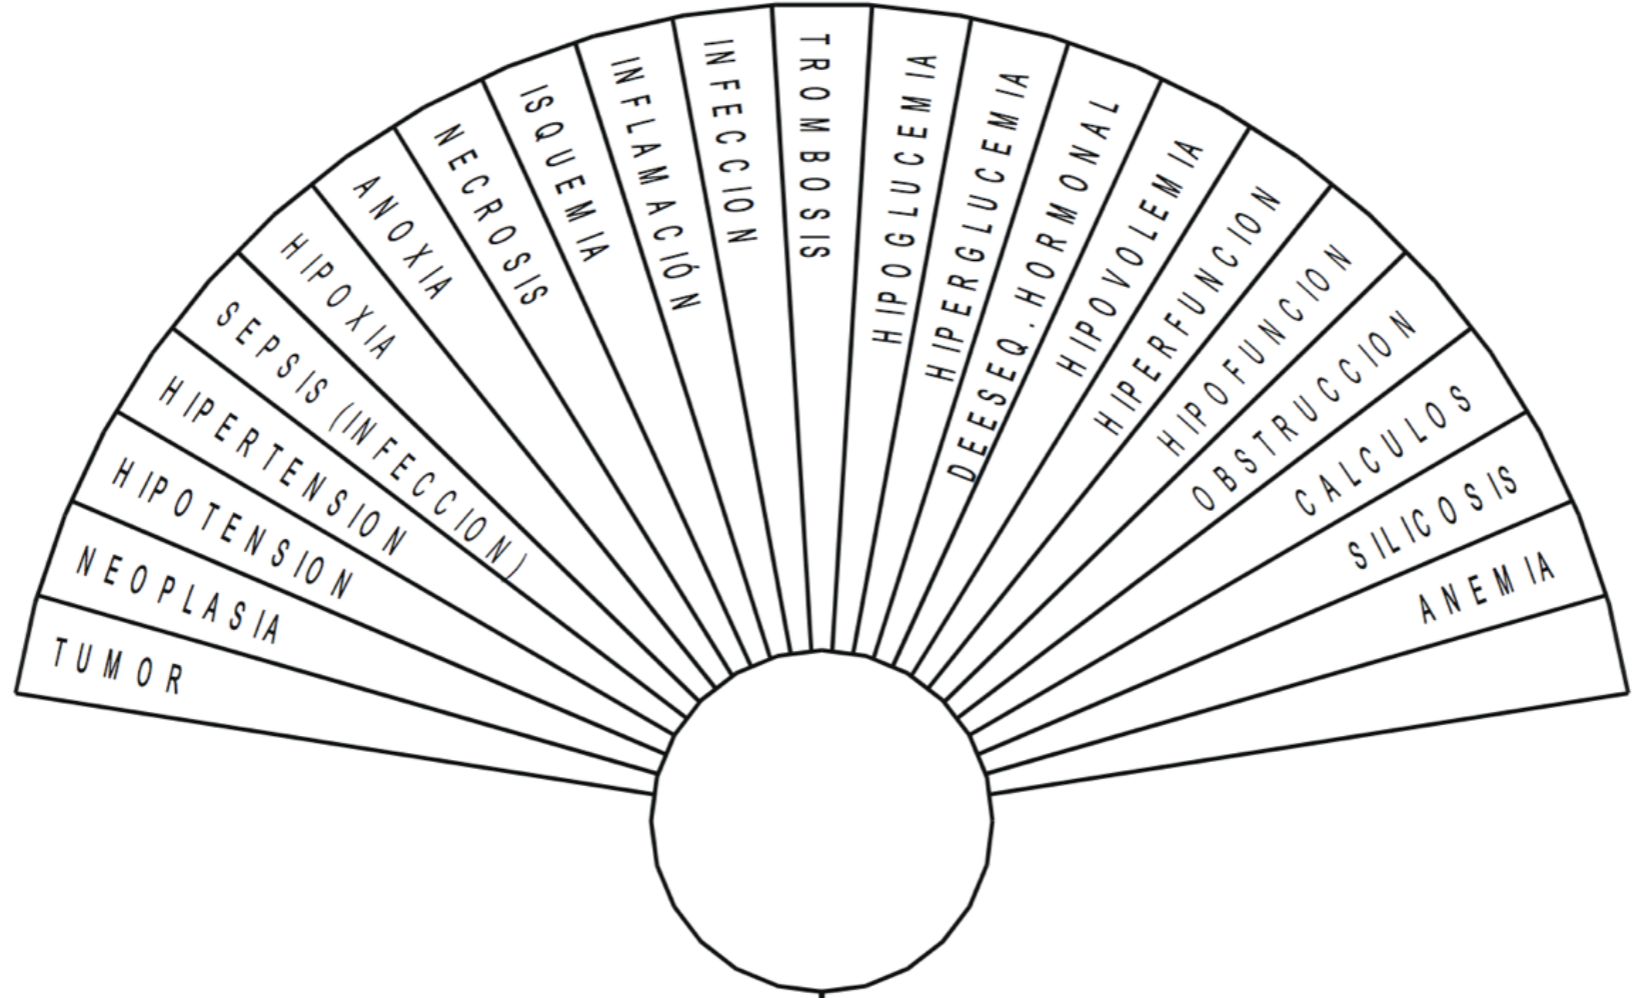 TUMOR
NEOPLASIA
HIPOTENSION
HIPERTENSION
SEPSIS (INFECCION)
HIPOXIA
ANOXIA
NECROSIS
ISQUEMIA
INFLAMACIÓN
INFECCION
TROMBOSIS
HIPOGLUCEMIA
HIPERGLUCEMIA
DEESEQ. HORMONAL
HIPOVOLEMIA
HIPERFUNCION
HIPOFUNCION
OBSTRUCCION
CALCULOS
SILICOSIS
ANEMIA